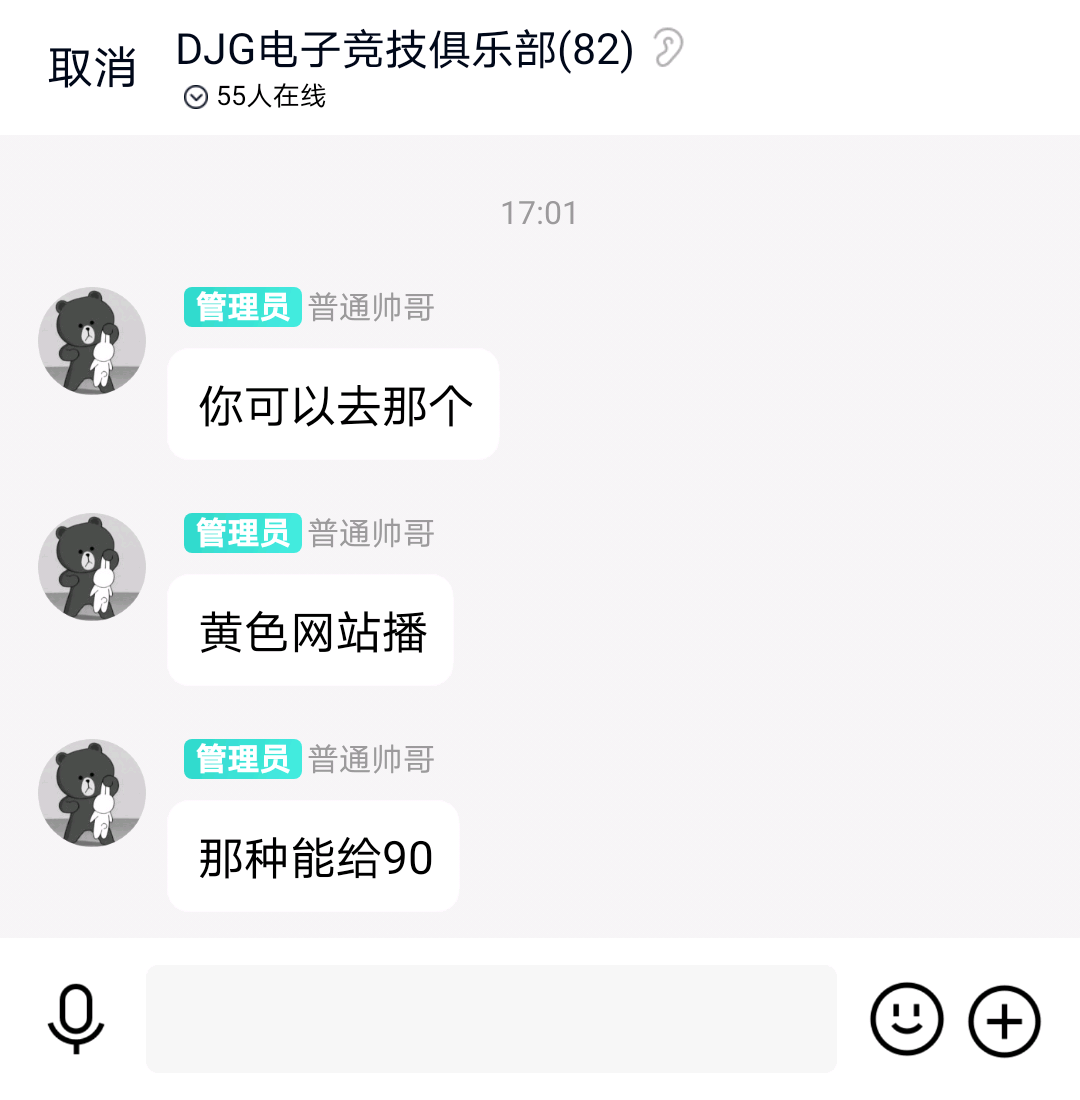 取消
DJG电子竞技俱乐部(82)
55人在线
17:01
管理员 普通帅哥
你可以去那个
管理员 普通帅哥
黄色网站播
管理员 普通帅哥
那种能给90